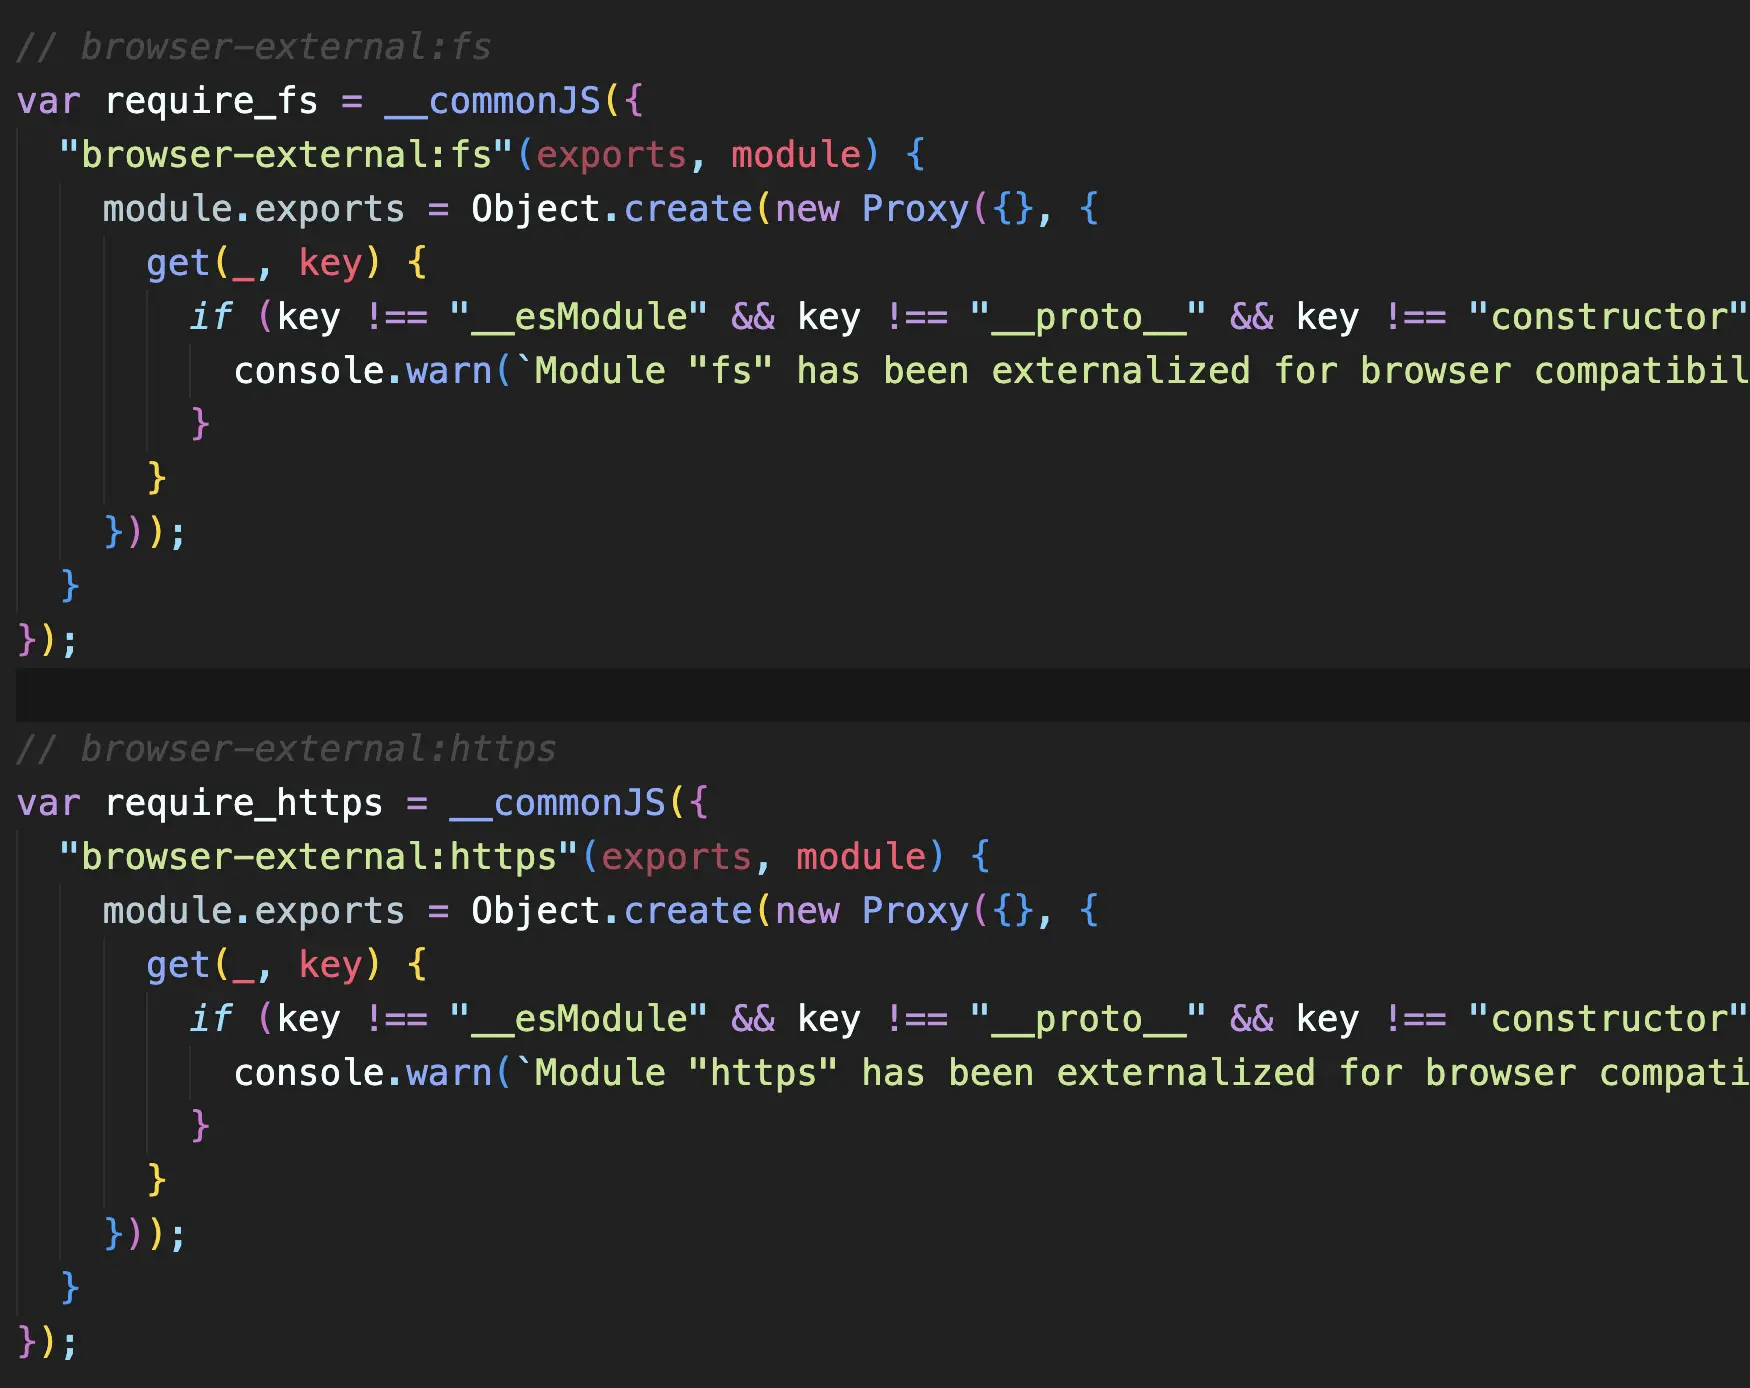 // browser-external:fs
var require_fs = __commonJS({
  "browser-external:fs"(exports, module) {
    module.exports = Object.create(new Proxy({}, {
      get(_, key) {
        if (key !== "__esModule" && key !== "__proto__" && key !== "constructor"
          console.warn(`Module "fs" has been externalized for browser compatibil
        }
      }
    }));
  }
});
// browser-external:https
var require_https = __commonJS({
  "browser-external:https"(exports, module) {
    module.exports = Object.create(new Proxy({}, {
      get(_, key) {
        if (key !== "__esModule" && key !== "__proto__" && key !== "constructor"
          console.warn(`Module "https" has been externalized for browser compati
        }
      }
    }));
  }
});